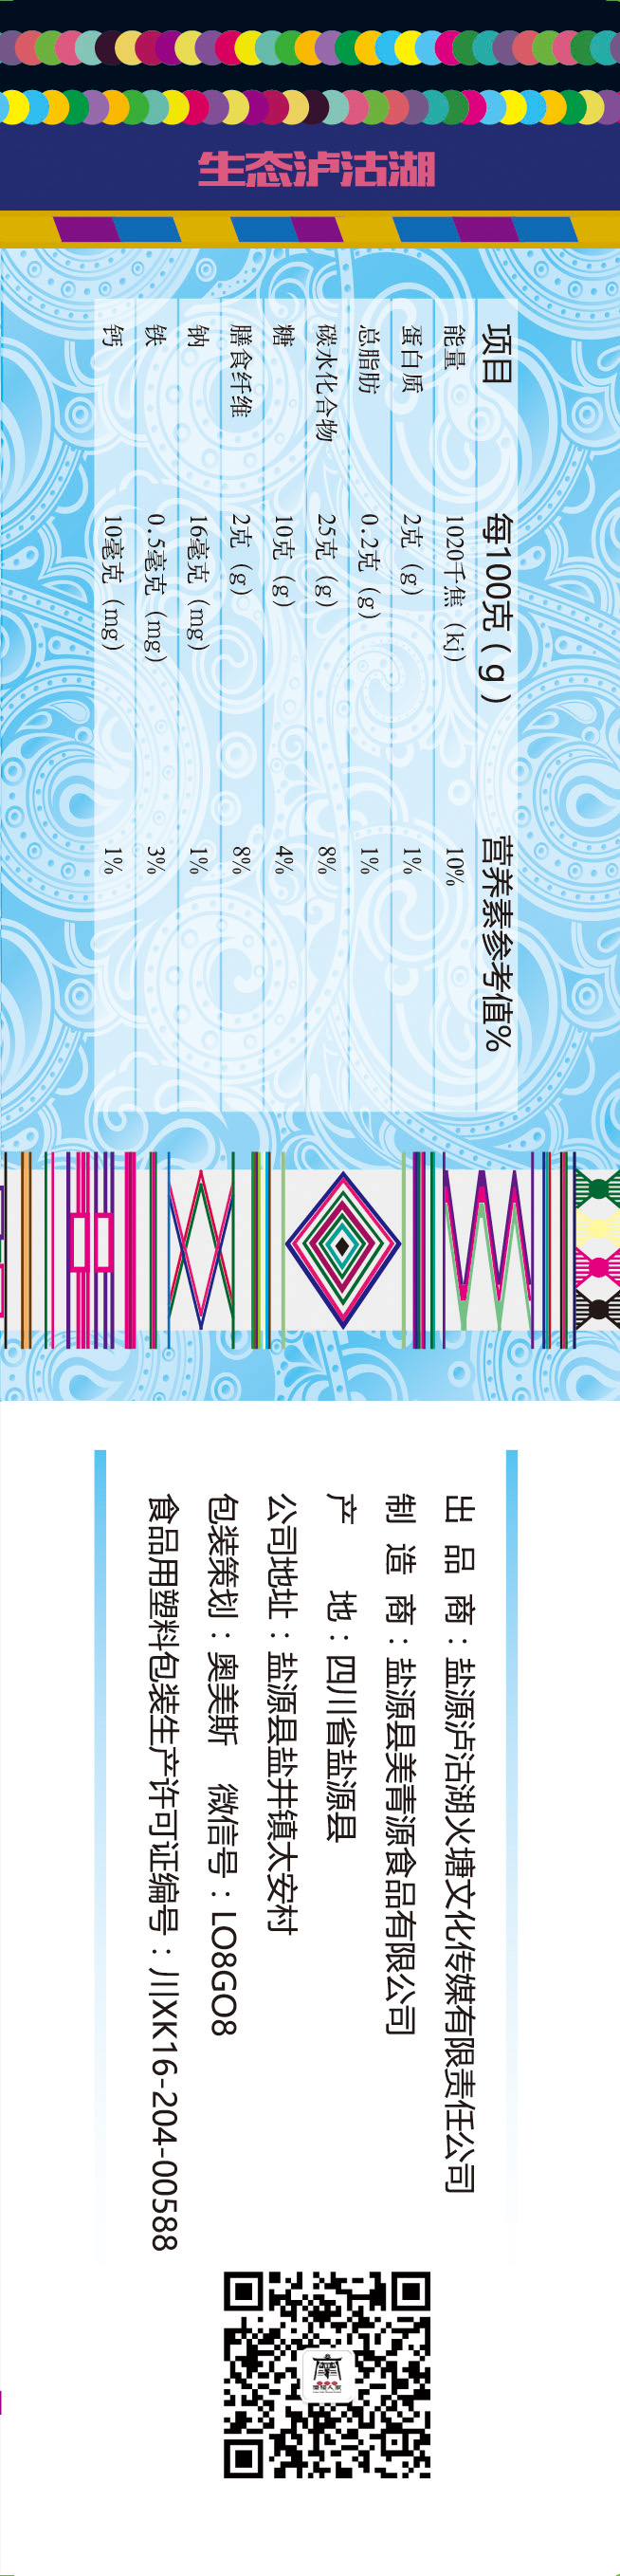 生态泸沽湖
项目 每100克（g） 营养素参考值%
能量 1020千焦（kj） 10%
蛋白质 2克（g） 1%
总脂肪 0.2克（g） 1%
碳水化合物 25克（g） 8%
糖 10克（g） 4%
膳食纤维 2克（g） 8%
钠 16毫克（mg） 1%
铁 0.5毫克（mg） 3%
钙 10毫克（mg） 1%
出品商：盐源泸沽湖火塘文化传媒有限责任公司
制造商：盐源县美青源食品有限公司
产地：四川省盐源县
公司地址：盐源县盐井镇太安村
包装策划：奥美斯 微信号：LO8GO8
食品用塑料包装生产许可证编号：川XK16-204-00588